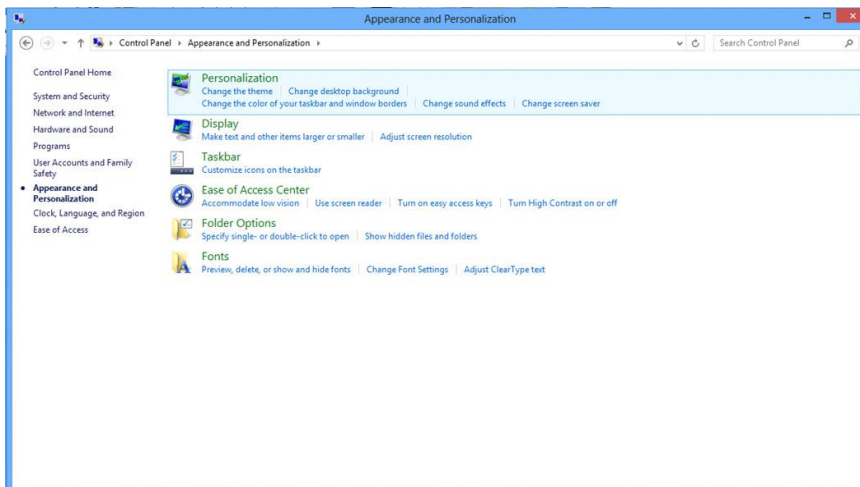 Appearance and Personalization
Control Panel Appearance and Personalization
Search Control Panel
Control Panel Home
System and Security
Network and Internet
Hardware and Sound
Programs
User Accounts and Family
Safety
Appearance and
Personalization
Clock, Language, and Region
Ease of Access
Personalization
Change the theme Change desktop background
Change the color of your taskbar and window borders Change sound effects Change screen saver
Display
Make text and other items larger or smaller Adjust screen resolution
Taskbar
Customize icons on the taskbar
Ease of Access Center
Accommodate low vision Use screen reader Turn on easy access keys Turn High Contrast on or off
Folder Options
Specify single- or double-click to open Show hidden files and folders
Fonts
Preview, delete, or show and hide fonts Change Font Settings Adjust ClearType text